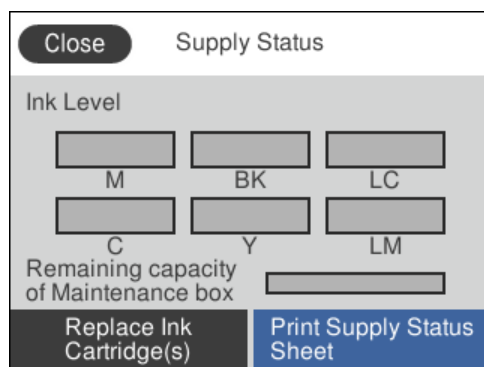 Close
Supply Status
Ink Level
M BK LC
C Y LM
Remaining capacity
of Maintenance box
Replace Ink
Cartridge(s)
Print Supply Status
Sheet